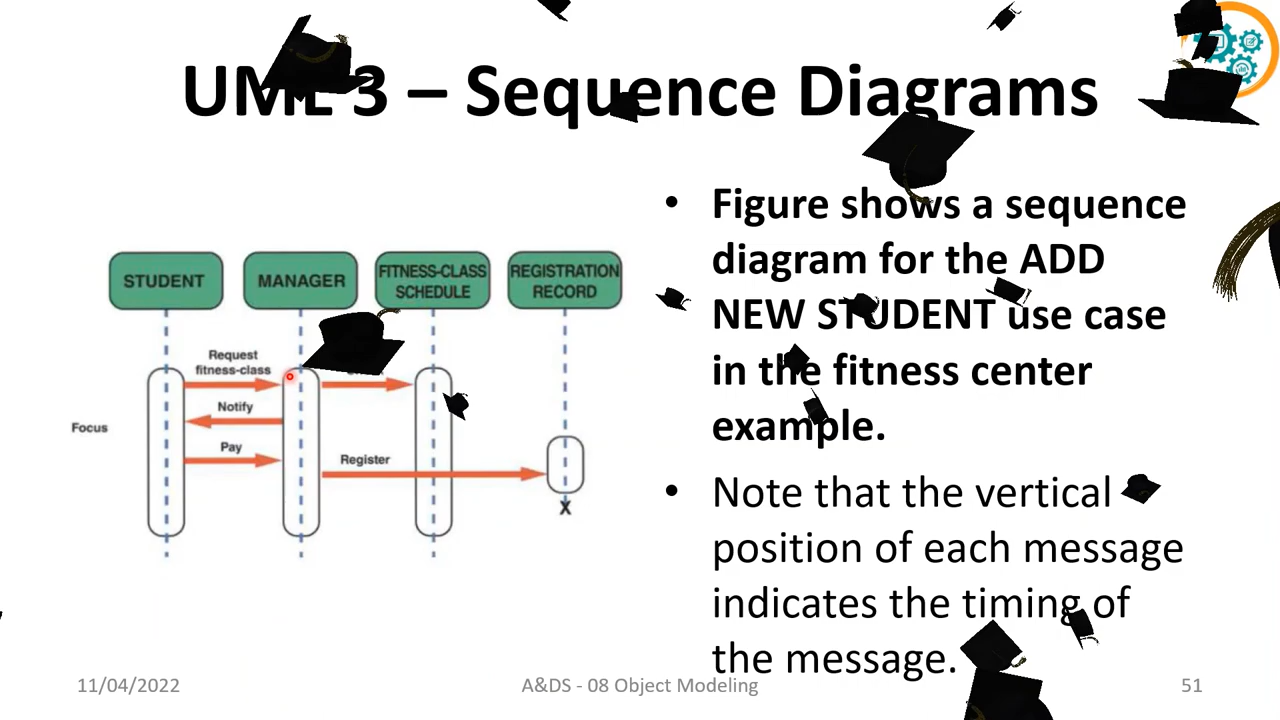 UML 3 – Sequence Diagrams
STUDENT
MANAGER
FITNESS-CLASS
SCHEDULE
REGISTRATION
RECORD
Request
fitness-class
Notify
Focus
Pay
Register
X
• Figure shows a sequence
diagram for the ADD
NEW STUDENT use case
in the fitness center
example.
• Note that the vertical
position of each message
indicates the timing of
the message.
11/04/2022
A&DS - 08 Object Modeling
51